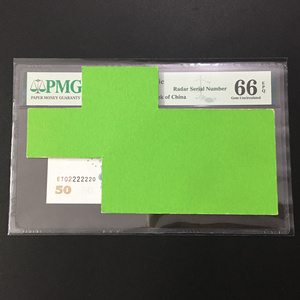 PMG
PAPER MONEY GUARANTY
Radar Serial Number
of China
66 EPQ
Gem Uncirculated
ET02222220
50